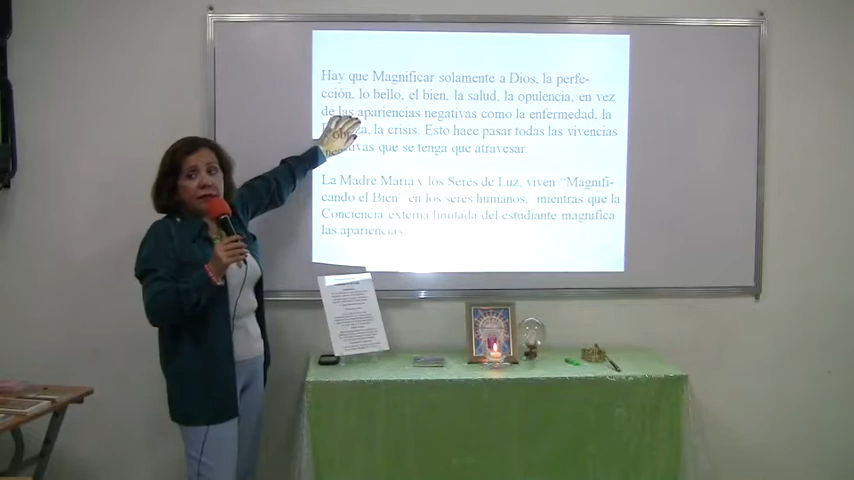 Hay que Magnificar solamente a Dios, la perfe-
cción, lo bello, el bien, la salud, la opulencia, en vez
de las apariencias negativas como la enfermedad, la
la crisis. Esto hace pasar todas las vivencias
que se tenga que atravesar.
La Madre María y los Seres de Luz, viven "Magnifi-
cando el Bien" en los seres humanos, mientras que la
Conciencia externa limitada del estudiante magnifica
las apariencias